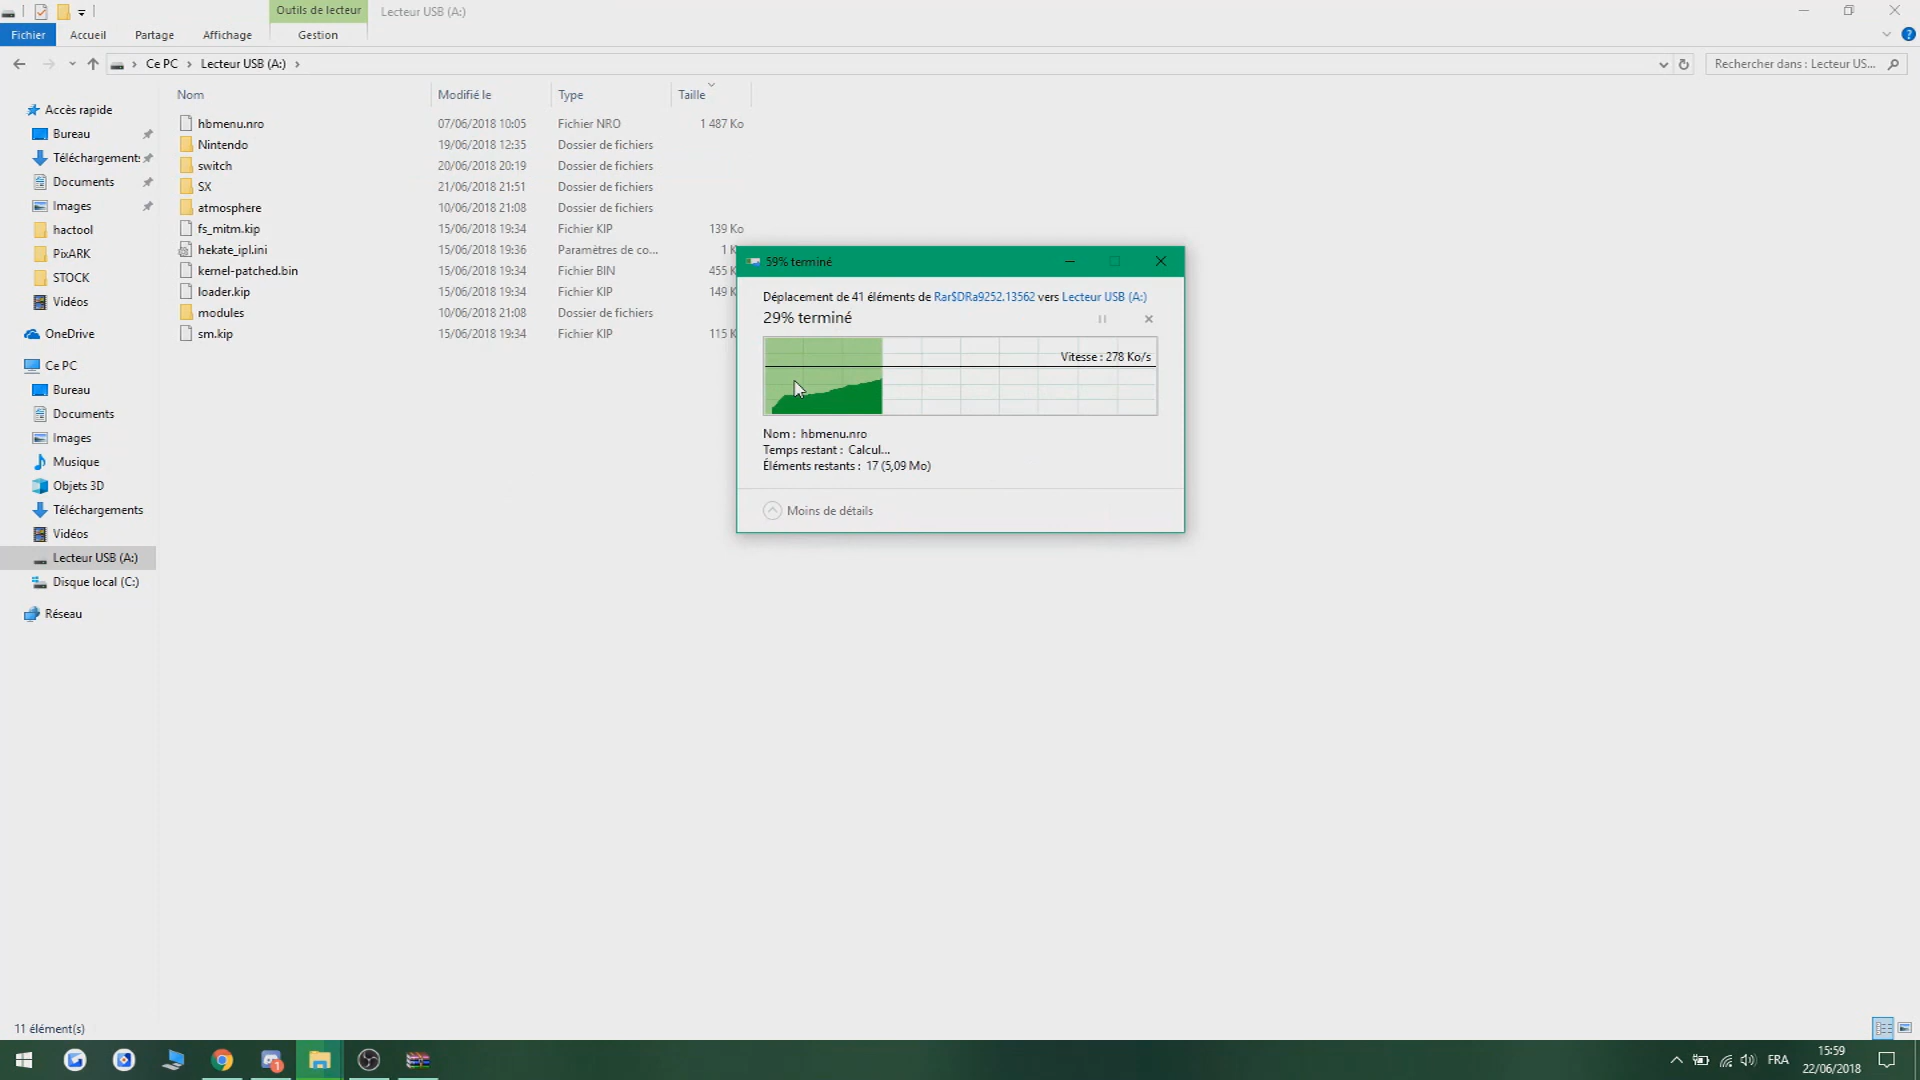 Outils de lecteur
Lecteur USB (A:)
Fichier
Accueil
Partage
Affichage
Gestion
Ce PC
Lecteur USB (A:)
Rechercher dans : Lecteur US...
Nom
Modifié le
Type
Taille
hbmenu.nro 07/06/2018 10:05 Fichier NRO 1 487 Ko
Nintendo 19/06/2018 12:35 Dossier de fichiers
switch 20/06/2018 20:19 Dossier de fichiers
SX 21/06/2018 21:51 Dossier de fichiers
atmosphere 10/06/2018 21:08 Dossier de fichiers
fs_mitm.kip 15/06/2018 19:34 Fichier KIP 139 Ko
hekate_ipl.ini 15/06/2018 19:36 Paramètres de co... 1 K
kernel-patched.bin 15/06/2018 19:34 Fichier BIN 455 K
loader.kip 15/06/2018 19:34 Fichier KIP 149 K
modules 10/06/2018 21:08 Dossier de fichiers
sm.kip 15/06/2018 19:34 Fichier KIP 115 K
Accès rapide
Bureau
Téléchargement:
Documents
Images
hactool
PixARK
STOCK
Vidéos
OneDrive
Ce PC
Bureau
Documents
Images
Musique
Objets 3D
Téléchargements
Vidéos
Lecteur USB (A:)
Disque local (C:)
Réseau
59% terminé
Déplacement de 41 éléments de Rar$DRa9252.13562 vers Lecteur USB (A:)
29% terminé
Vitesse : 278 Ko/s
Nom : hbmenu.nro
Temps restant : Calcul...
Éléments restants : 17 (5,09 Mo)
Moins de détails
11 élément(s)
1
FRA
15:59
22/06/2018